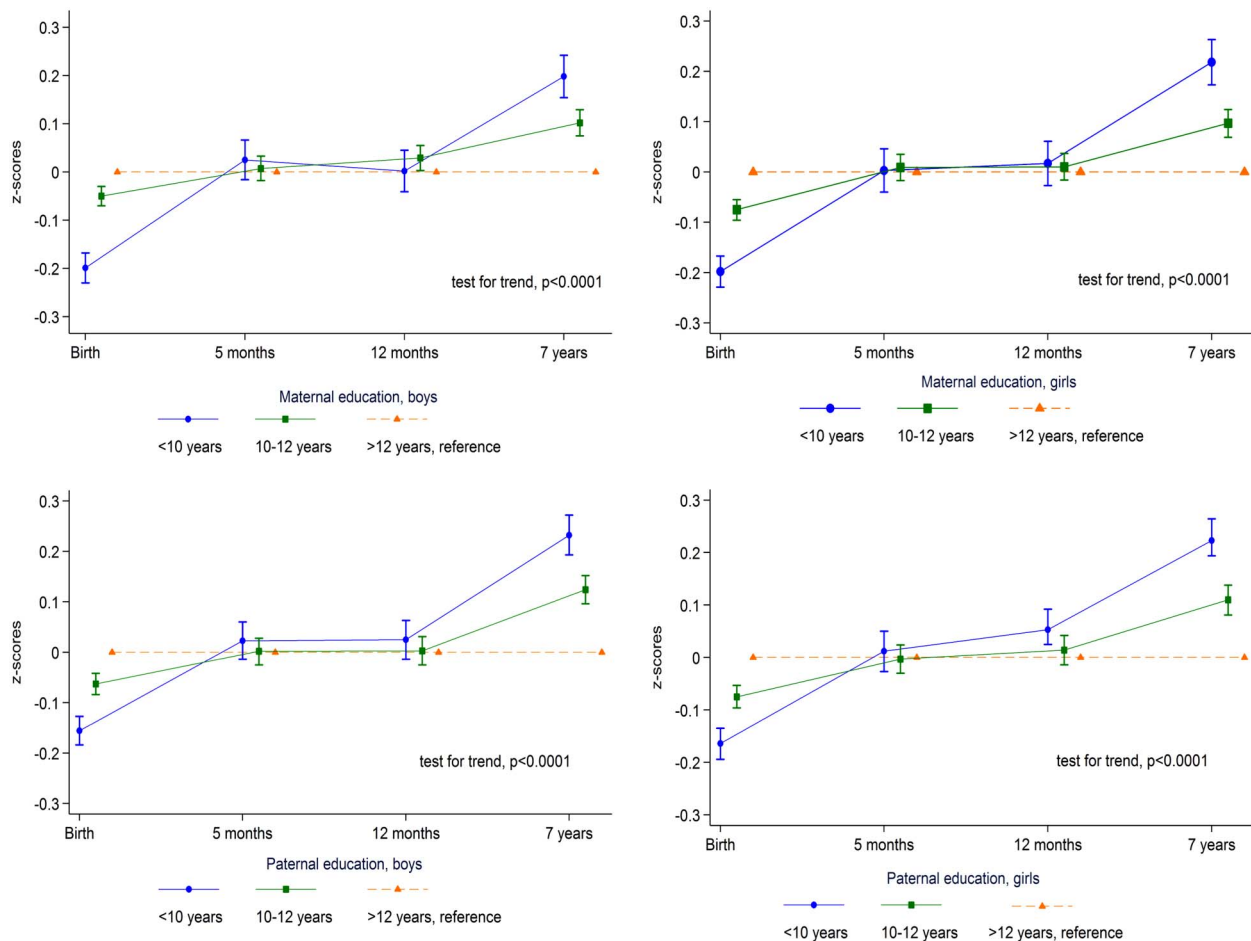 0.3
0.2
0.1
0
-0.1
-0.2
-0.3
z-scores
test for trend, p<0.0001
Birth 5 months 12 months 7 years
Maternal education, boys
<10 years 10-12 years >12 years, reference
0.3
0.2
0.1
0
-0.1
-0.2
-0.3
z-scores
test for trend, p<0.0001
Birth 5 months 12 months 7 years
Maternal education, girls
<10 years 10-12 years >12 years, reference
0.3
0.2
0.1
0
-0.1
-0.2
-0.3
z-scores
test for trend, p<0.0001
Birth 5 months 12 months 7 years
Paternal education, boys
<10 years 10-12 years >12 years, reference
0.3
0.2
0.1
0
-0.1
-0.2
-0.3
z-scores
test for trend, p<0.0001
Birth 5 months 12 months 7 years
Paternal education, girls
<10 years 10-12 years >12 years, reference